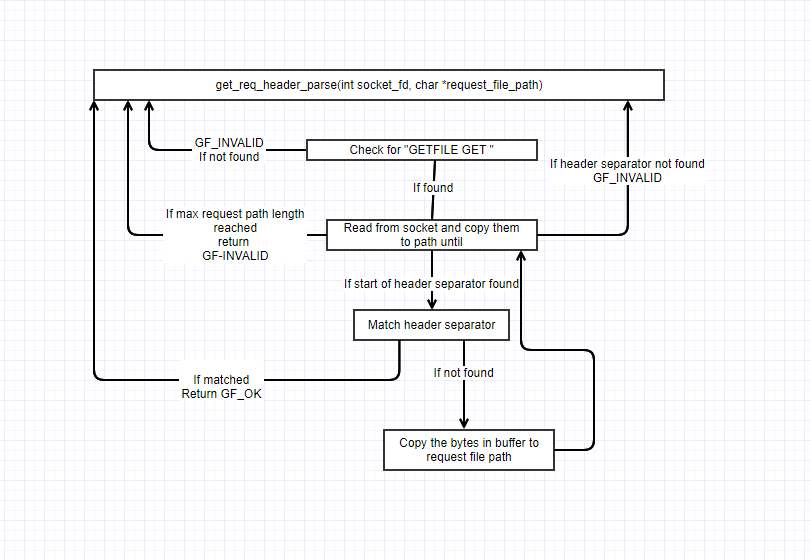 get_req_header_parse(int socket_fd, char *request_file_path)
GF_INVALID
If not found
Check for "GETFILE GET "
If header separator not found
GF_INVALID
If found
If max request path length
reached
return
GF-INVALID
Read from socket and copy them
to path until
If start of header separator found
Match header separator
If matched
Return GF_OK
If not found
Copy the bytes in buffer to
request file path